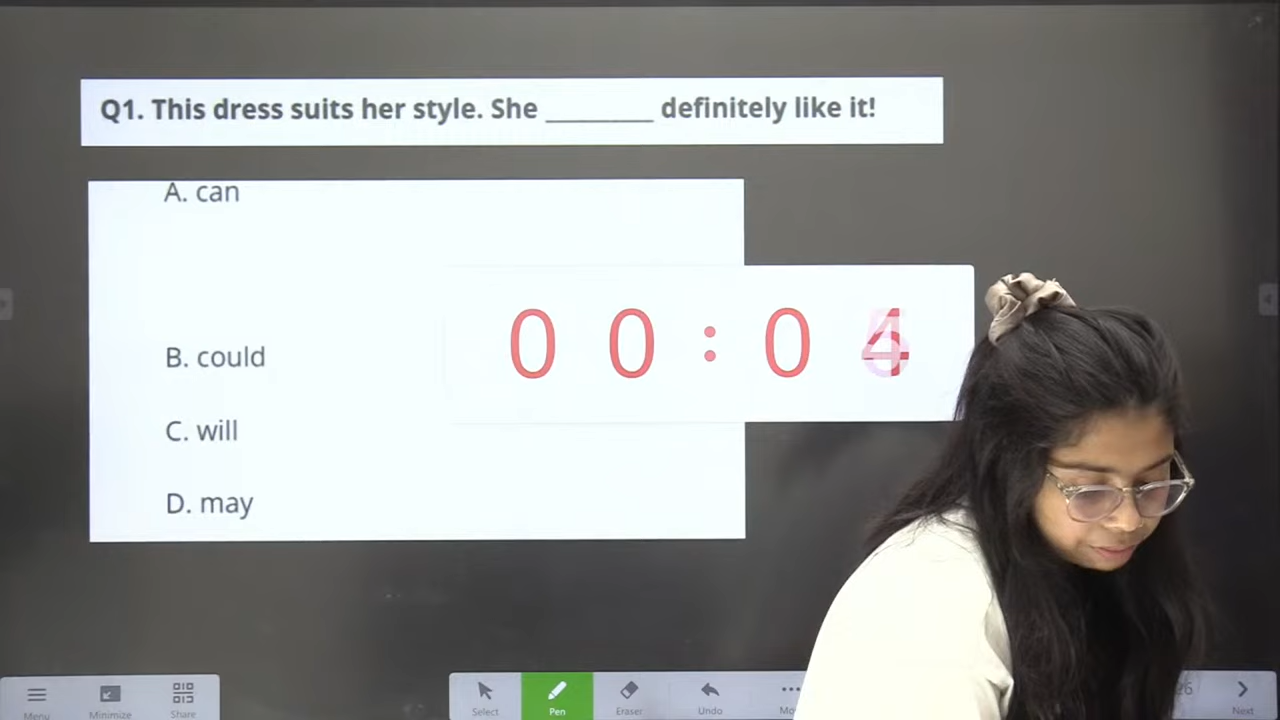 Q1. This dress suits her style. She ________ definitely like it!
A. can
00:04
B. could
C. will
D. may
Menu
Minimize
Share
Select
Pen
Eraser
Undo
26
Next